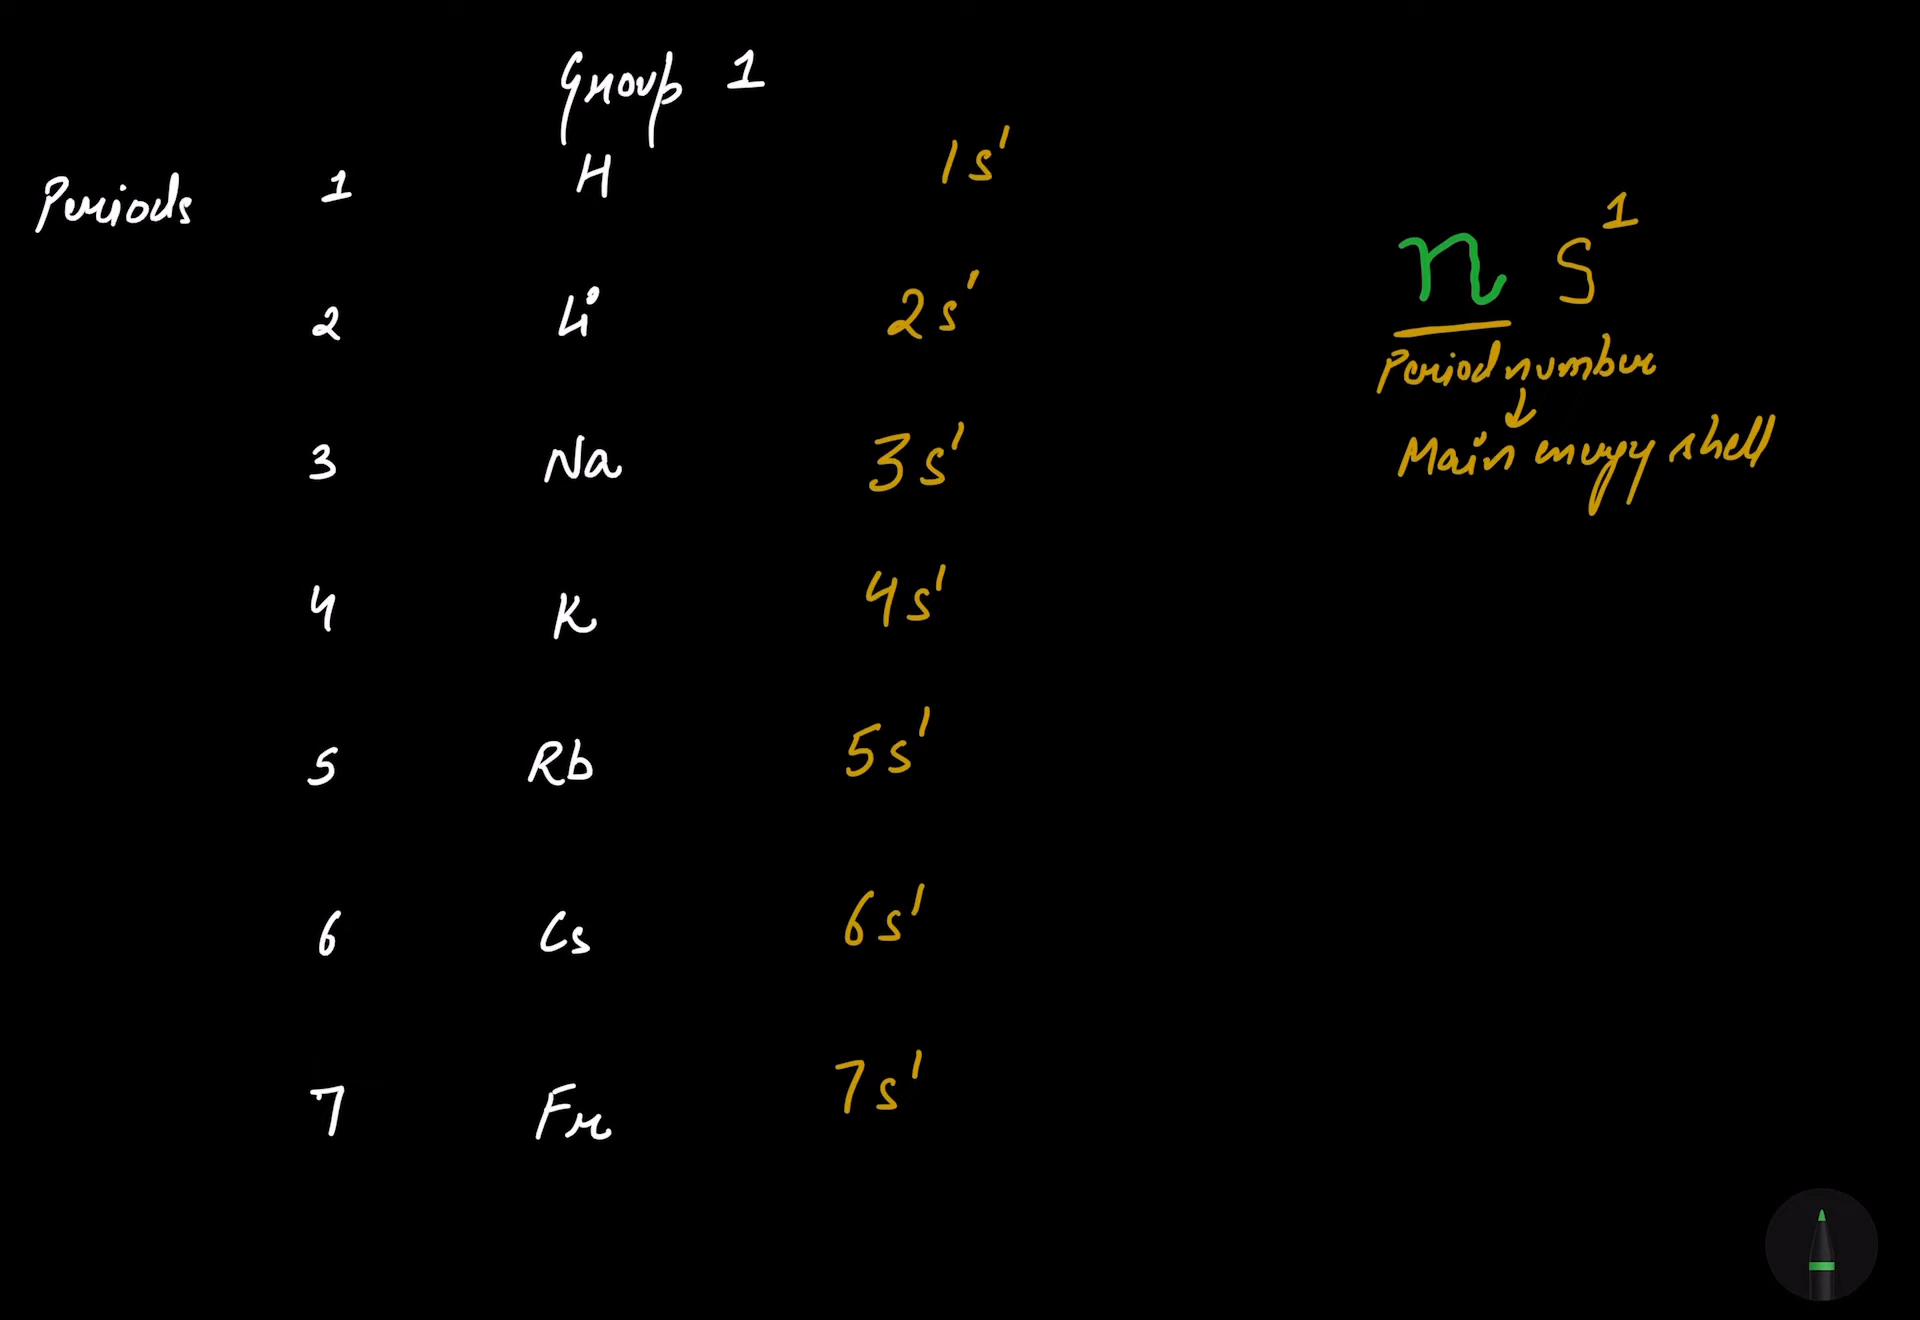 Group 1
Periods 1 H 1s¹
n s¹
2 Li 2s¹
Period number
↓
Main energy shell
3 Na 3s¹
4 K 4s¹
5 Rb 5s¹
6 Cs 6s¹
7 Fr 7s¹